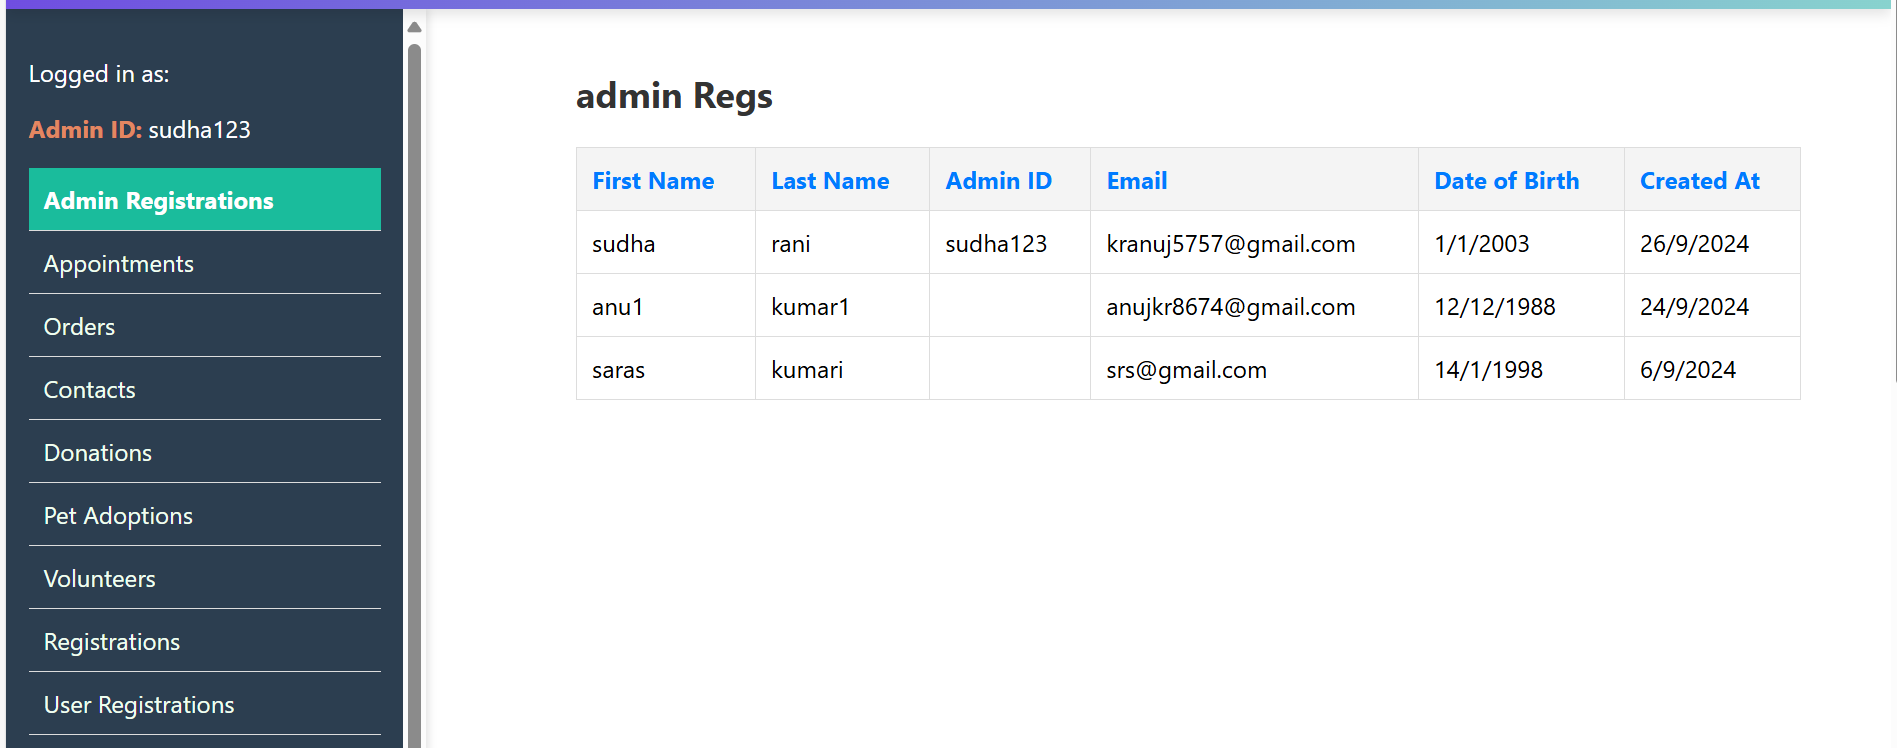 Logged in as:
Admin ID: sudha123
Admin Registrations
Appointments
Orders
Contacts
Donations
Pet Adoptions
Volunteers
Registrations
User Registrations
admin Regs
First Name Last Name Admin ID Email Date of Birth Created At
sudha rani sudha123 kranuj5757@gmail.com 1/1/2003 26/9/2024
anu1 kumar1 anujkr8674@gmail.com 12/12/1988 24/9/2024
saras kumari srs@gmail.com 14/1/1998 6/9/2024